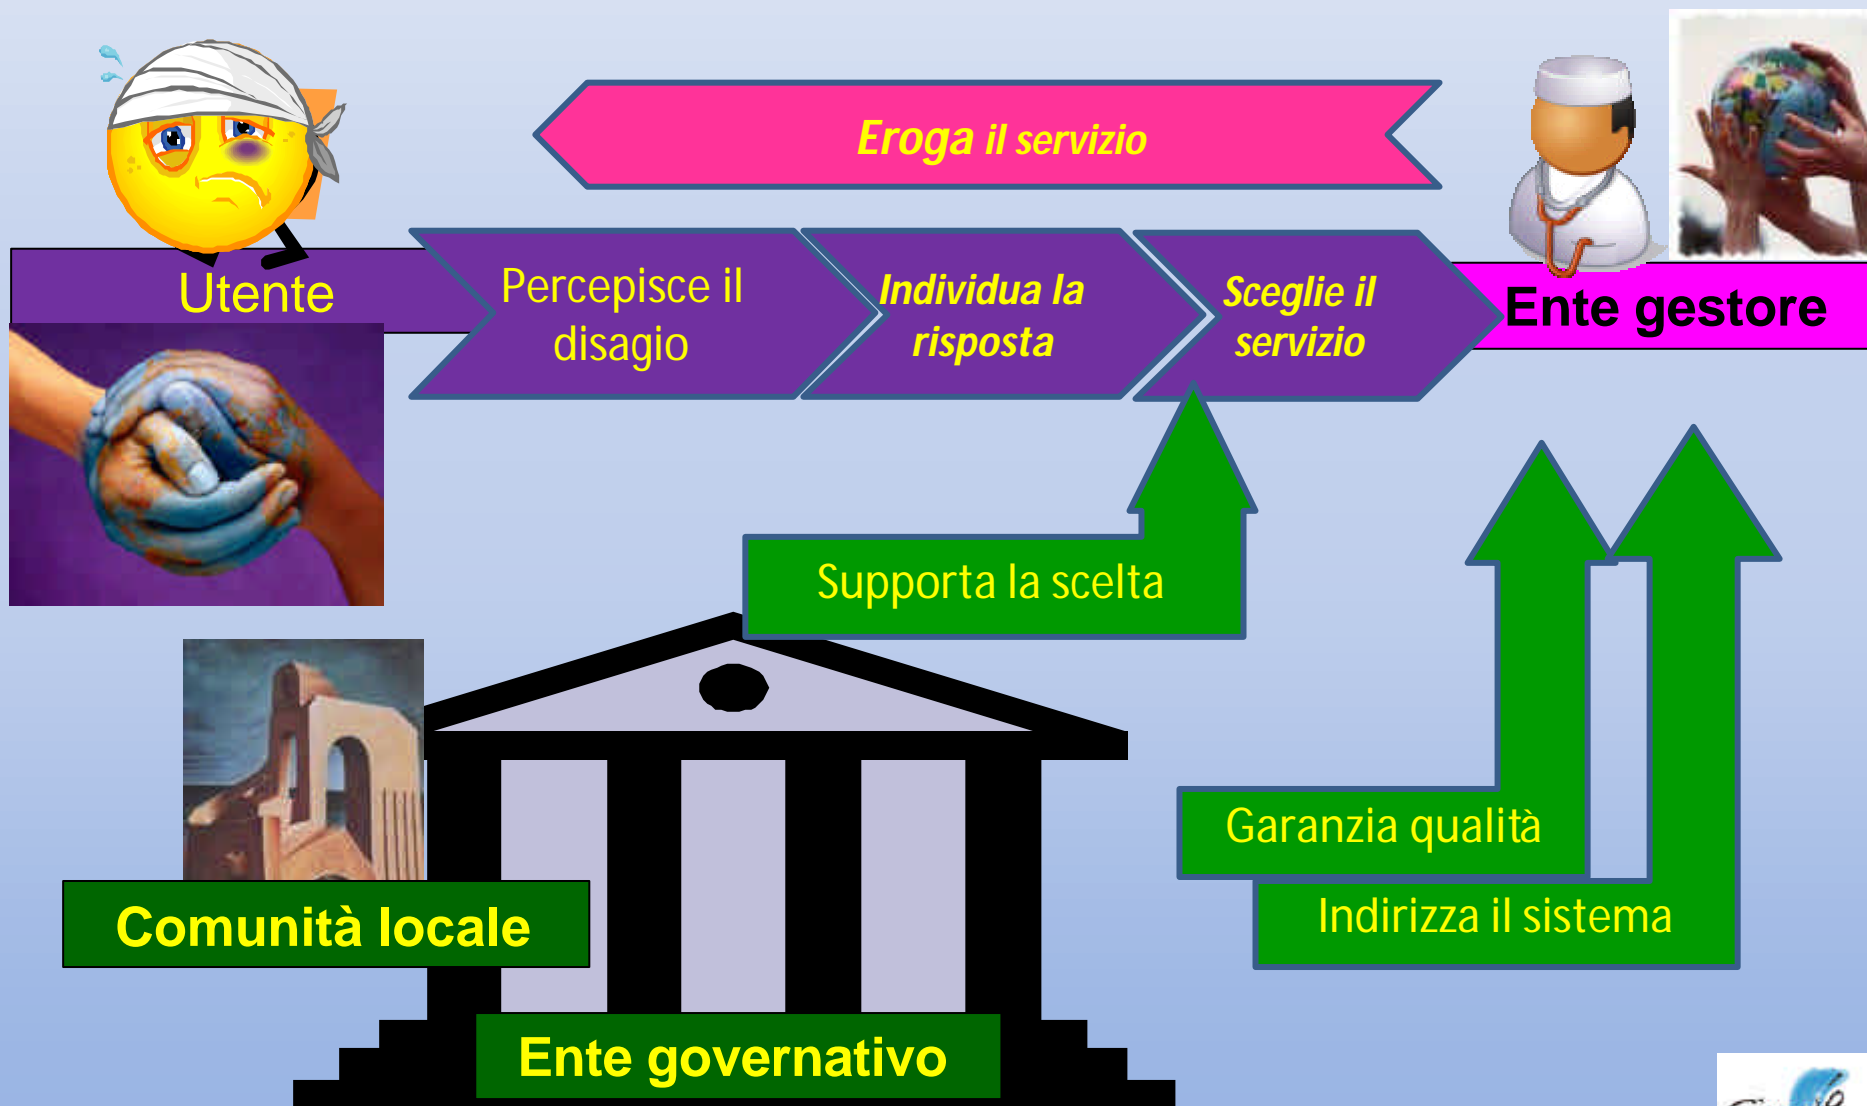 Eroga il servizio
Utente
Percepisce il
disagio
Individua la
risposta
Sceglie il
servizio
Ente gestore
Supporta la scelta
Garanzia qualità
Indirizza il sistema
Comunità locale
Ente governativo